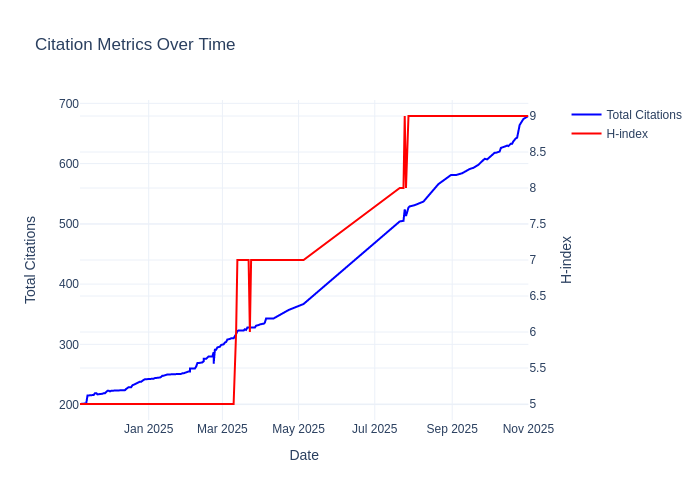 Citation Metrics Over Time
Total Citations
H-index
700
600
500
400
300
200
9
8.5
8
7.5
7
6.5
6
5.5
5
Jan 2025
Mar 2025
May 2025
Jul 2025
Sep 2025
Nov 2025
Date
Total Citations
H-index